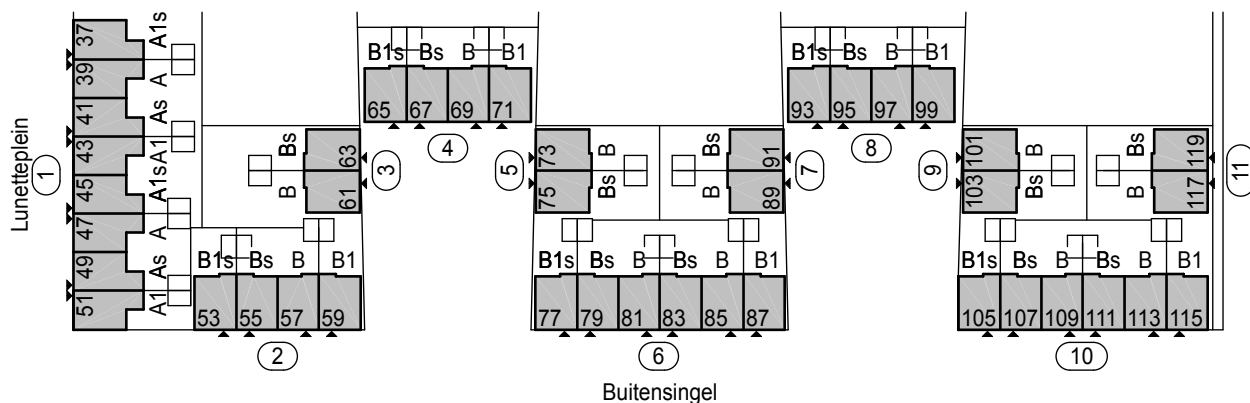 Lunetteplein
1
37 A1s
39 A
41 As
43 A1
45 A1s
47 A
49 As
51 A1
B1s Bs B B1
65 67 69 71
4
B1s Bs B B1
93 95 97 99
8
Bs 63
B 61
3
5
73 B
75 Bs
Bs 91
B 89
7
9
101 B
103 Bs
Bs 119
B 117
11
B1s Bs B B1
53 55 57 59
2
B1s Bs B Bs B B1
77 79 81 83 85 87
6
B1s Bs B Bs B B1
105 107 109 111 113 115
10
Buitensingel